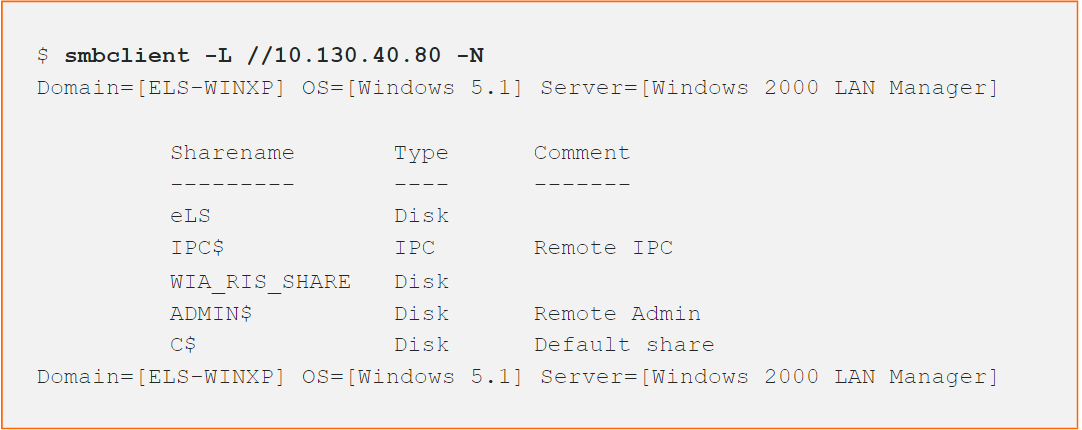 $ smbclient -L //10.130.40.80 -N
Domain=[ELS-WINXP] OS=[Windows 5.1] Server=[Windows 2000 LAN Manager]
Sharename Type Comment
--------- ---- -------
eLS Disk
IPC$ IPC Remote IPC
WIA_RIS_SHARE Disk
ADMIN$ Disk Remote Admin
C$ Disk Default share
Domain=[ELS-WINXP] OS=[Windows 5.1] Server=[Windows 2000 LAN Manager]